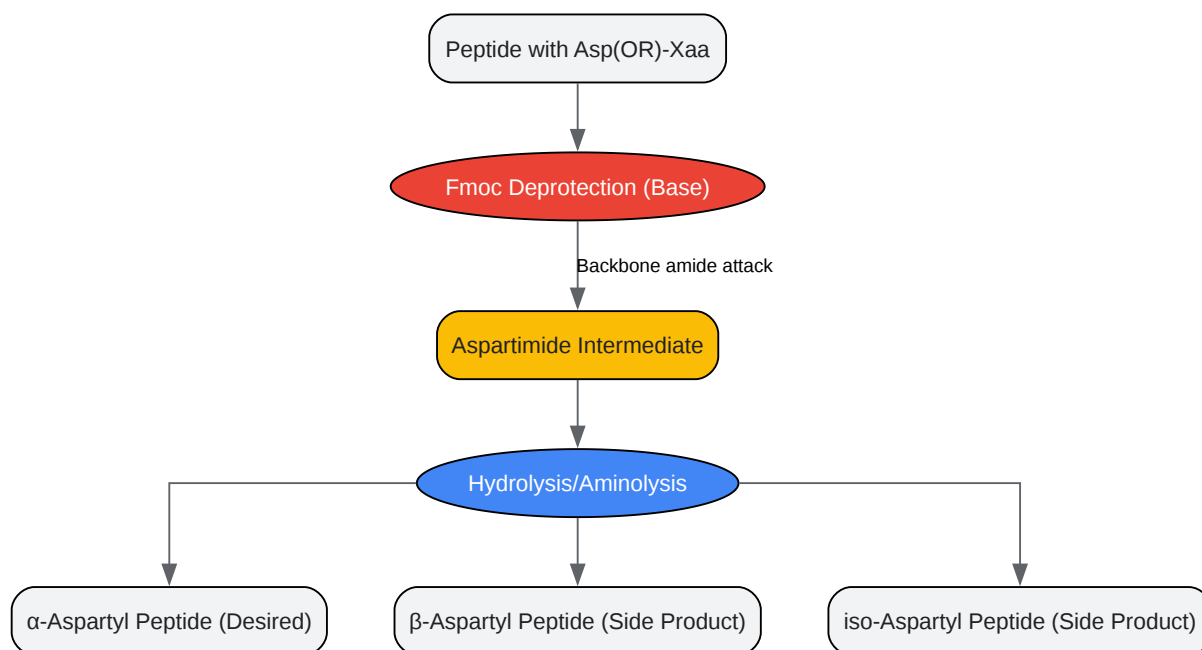 Peptide with Asp(OR)-Xaa
Fmoc Deprotection (Base)
Backbone amide attack
Aspartimide Intermediate
Hydrolysis/Aminolysis
α-Aspartyl Peptide (Desired)
β-Aspartyl Peptide (Side Product)
iso-Aspartyl Peptide (Side Product)